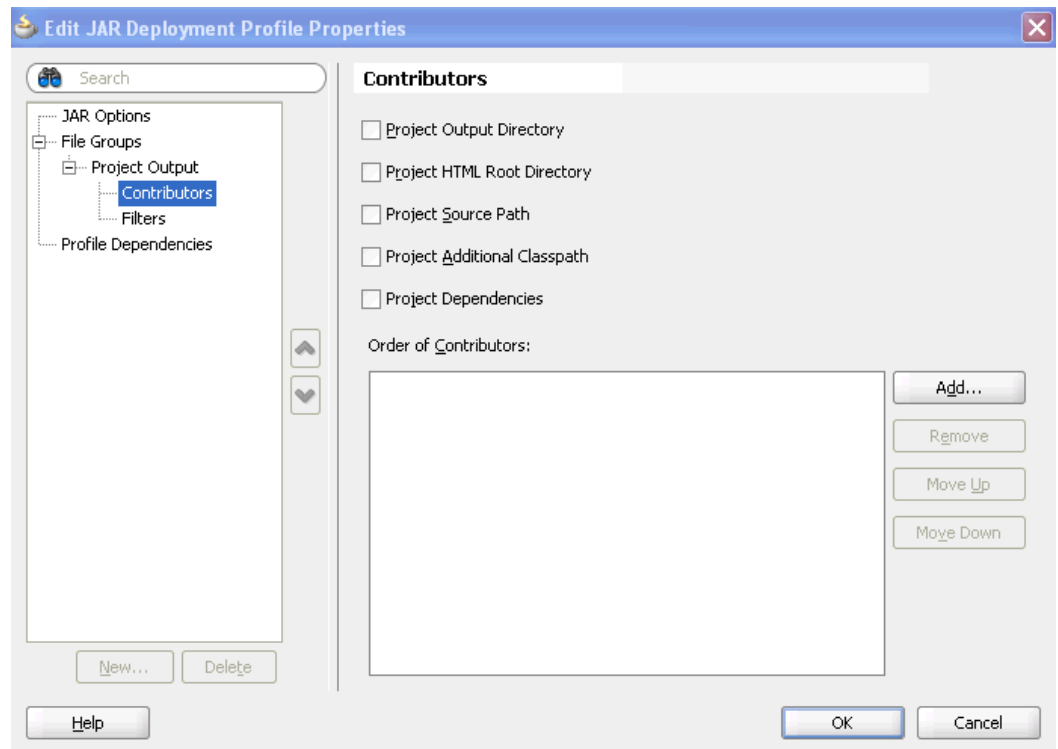 Edit JAR Deployment Profile Properties
Search
JAR Options
File Groups
Project Output
Contributors
Filters
Profile Dependencies
New...
Delete
Contributors
Project Output Directory
Project HTML Root Directory
Project Source Path
Project Additional Classpath
Project Dependencies
Order of Contributors:
Add...
Remove
Move Up
Move Down
Help
OK
Cancel